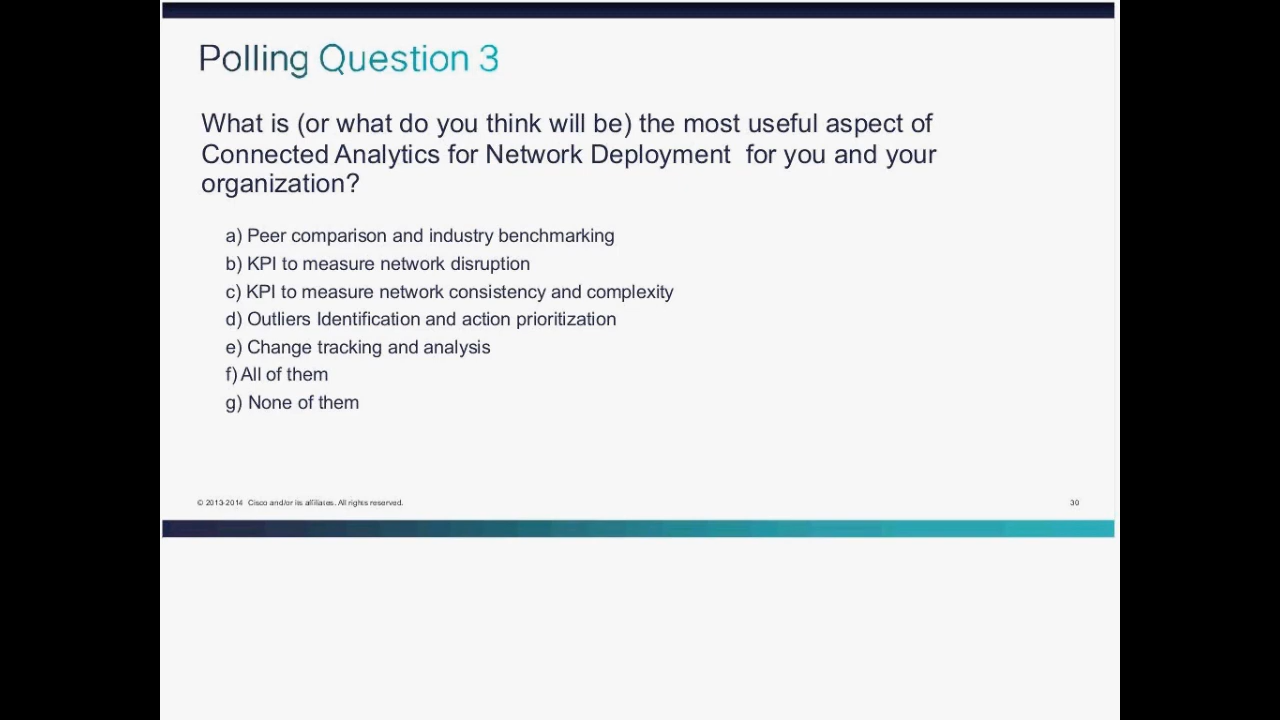 Polling Question 3
What is (or what do you think will be) the most useful aspect of
Connected Analytics for Network Deployment  for you and your
organization?
a) Peer comparison and industry benchmarking
b) KPI to measure network disruption
c) KPI to measure network consistency and complexity
d) Outliers Identification and action prioritization
e) Change tracking and analysis
f) All of them
g) None of them
© 2013-2014  Cisco and/or its affiliates. All rights reserved.
30